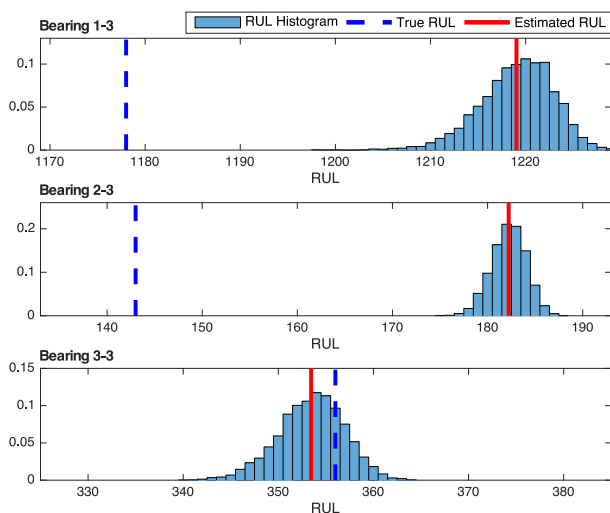 Bearing 1-3
RUL Histogram True RUL Estimated RUL
0.1
0.05
0
1170 1180 1190 1200 1210 1220
RUL
Bearing 2-3
0.2
0.1
0
140 150 160 170 180 190
RUL
Bearing 3-3
0.15
0.1
0.05
0
330 340 350 360 370 380
RUL